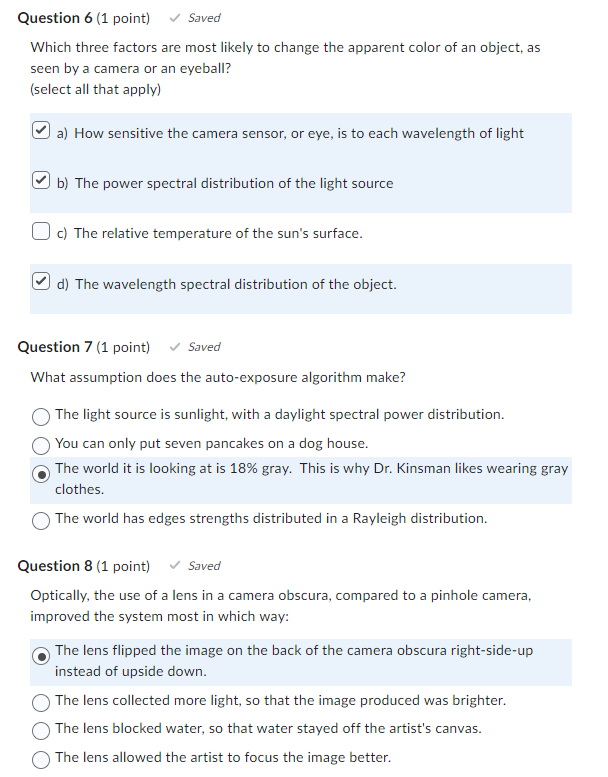 Question 6 (1 point) Saved
Which three factors are most likely to change the apparent color of an object, as
seen by a camera or an eyeball?
(select all that apply)
a) How sensitive the camera sensor, or eye, is to each wavelength of light
b) The power spectral distribution of the light source
c) The relative temperature of the sun's surface.
d) The wavelength spectral distribution of the object.
Question 7 (1 point) Saved
What assumption does the auto-exposure algorithm make?
The light source is sunlight, with a daylight spectral power distribution.
You can only put seven pancakes on a dog house.
The world it is looking at is 18% gray. This is why Dr. Kinsman likes wearing gray
clothes.
The world has edges strengths distributed in a Rayleigh distribution.
Question 8 (1 point) Saved
Optically, the use of a lens in a camera obscura, compared to a pinhole camera,
improved the system most in which way:
The lens flipped the image on the back of the camera obscura right-side-up
instead of upside down.
The lens collected more light, so that the image produced was brighter.
The lens blocked water, so that water stayed off the artist's canvas.
The lens allowed the artist to focus the image better.